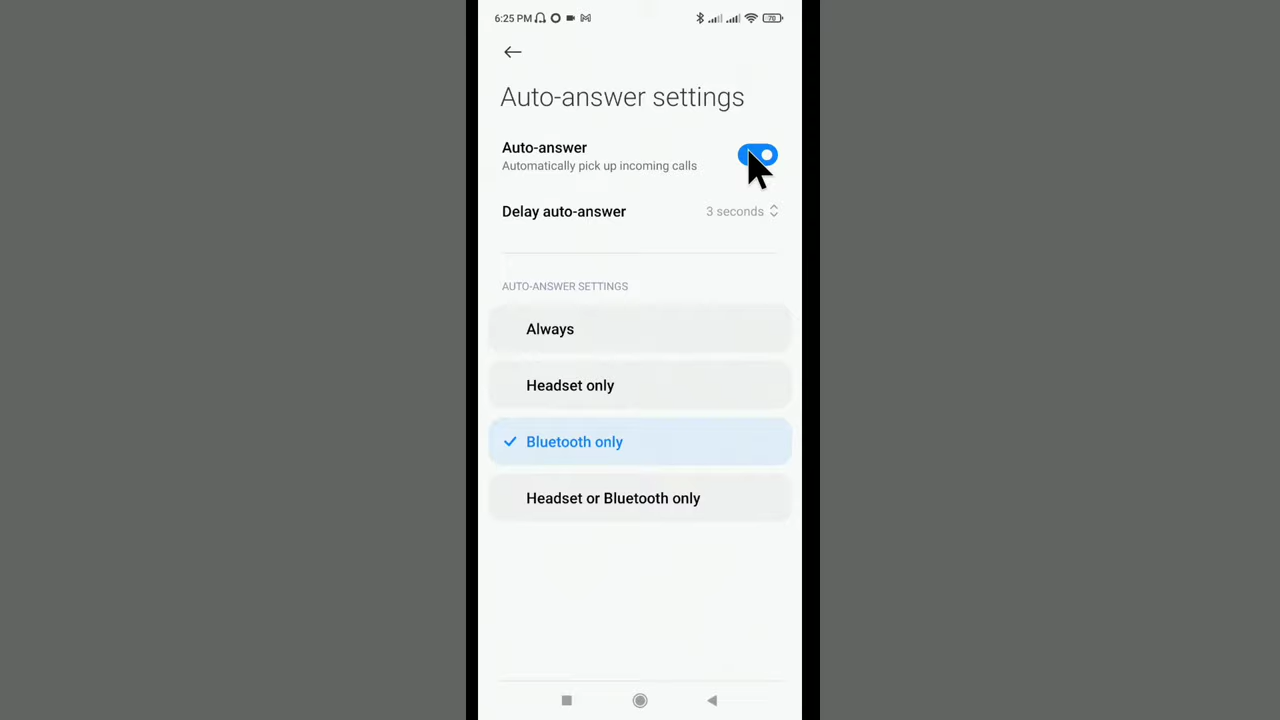 6:25 PM
70
Auto-answer settings
Auto-answer
Automatically pick up incoming calls
Delay auto-answer
3 seconds
AUTO-ANSWER SETTINGS
Always
Headset only
Bluetooth only
Headset or Bluetooth only